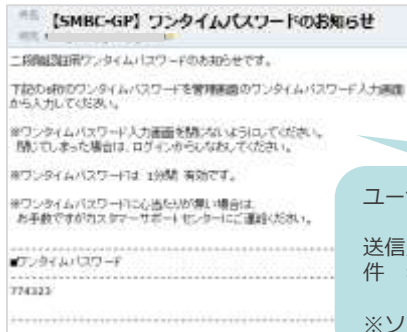 件名 【SMBC-GP】ワンタイムパスワードのお知らせ
二段階認証用ワンタイムパスワードのお知らせです。
下記の6桁のワンタイムパスワードを管理画面のワンタイムパスワード入力画面
から入力してください。
※ワンタイムパスワード入力画面を閉じないようにしてください。
閉じてしまった場合は、ログインからしなおしてください。
※ワンタイムパスワードは 1分間 有効です。
※ワンタイムパスワードに心当たりが無い場合は、
お手数ですがカスタマーサポートセンターにご連絡ください。
■ワンタイムパスワード
774323
ユー
送信
件
※ソ